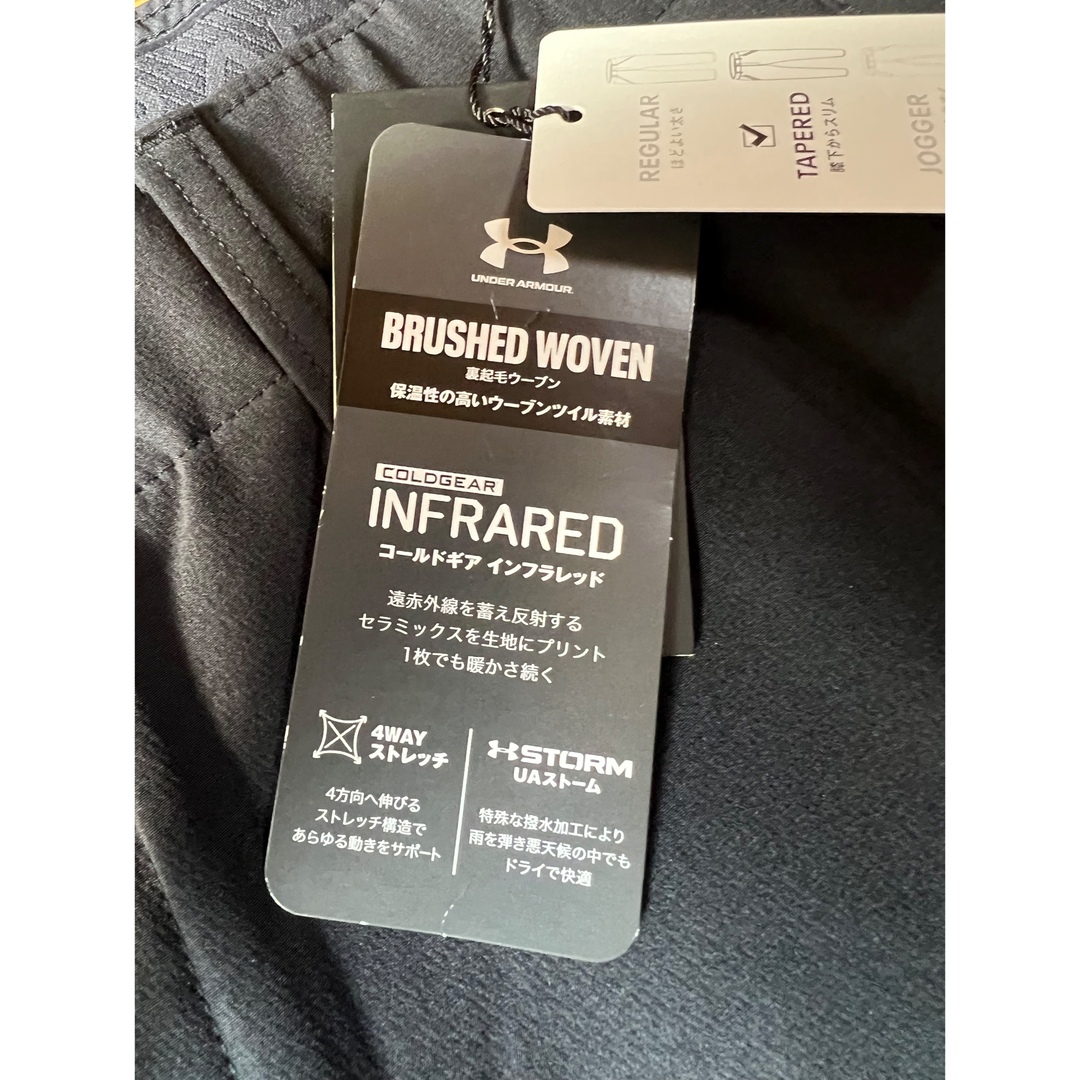 REGULAR
ほどよい太さ
TAPERED
膝下からスリム
JOGGER
UNDER ARMOUR
BRUSHED WOVEN
裏起毛ウーブン
保温性の高いウーブンツイル素材
COLDGEAR
INFRARED
コールドギア インフラレッド
遠赤外線を蓄え反射する
セラミックスを生地にプリント
1枚でも暖かさ続く
4WAY
ストレッチ
4方向へ伸びる
ストレッチ構造で
あらゆる動きをサポート
STORM
UAストーム
特殊な撥水加工により
雨を弾き悪天候の中でも
ドライで快適